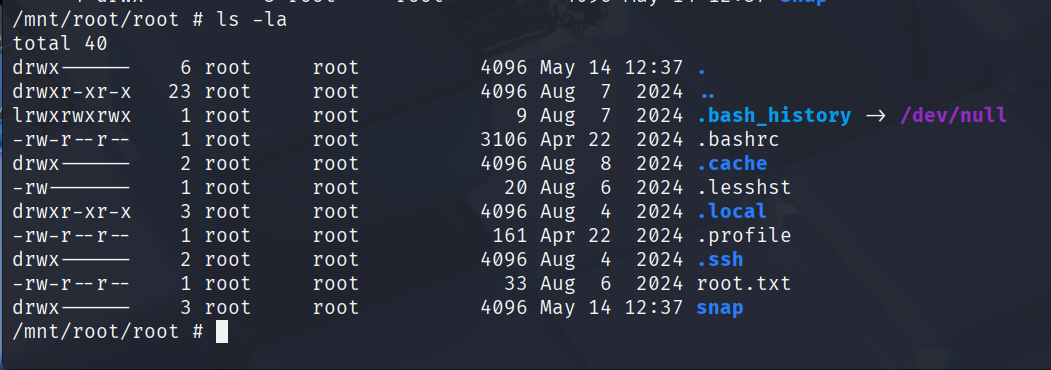 /mnt/root/root # ls -la
total 40
drwx------    6 root     root          4096 May 14 12:37 .
drwxr-xr-x   23 root     root          4096 Aug  7  2024 ..
lrwxrwxrwx    1 root     root             9 Aug  7  2024 .bash_history -> /dev/null
-rw-r--r--    1 root     root          3106 Apr 22  2024 .bashrc
drwx------    2 root     root          4096 Aug  8  2024 .cache
-rw-------    1 root     root            20 Aug  6  2024 .lesshst
drwxr-xr-x    3 root     root          4096 Aug  4  2024 .local
-rw-r--r--    1 root     root           161 Apr 22  2024 .profile
drwx------    2 root     root          4096 Aug  4  2024 .ssh
-rw-r--r--    1 root     root            33 Aug  6  2024 root.txt
drwx------    3 root     root          4096 May 14 12:37 snap
/mnt/root/root #